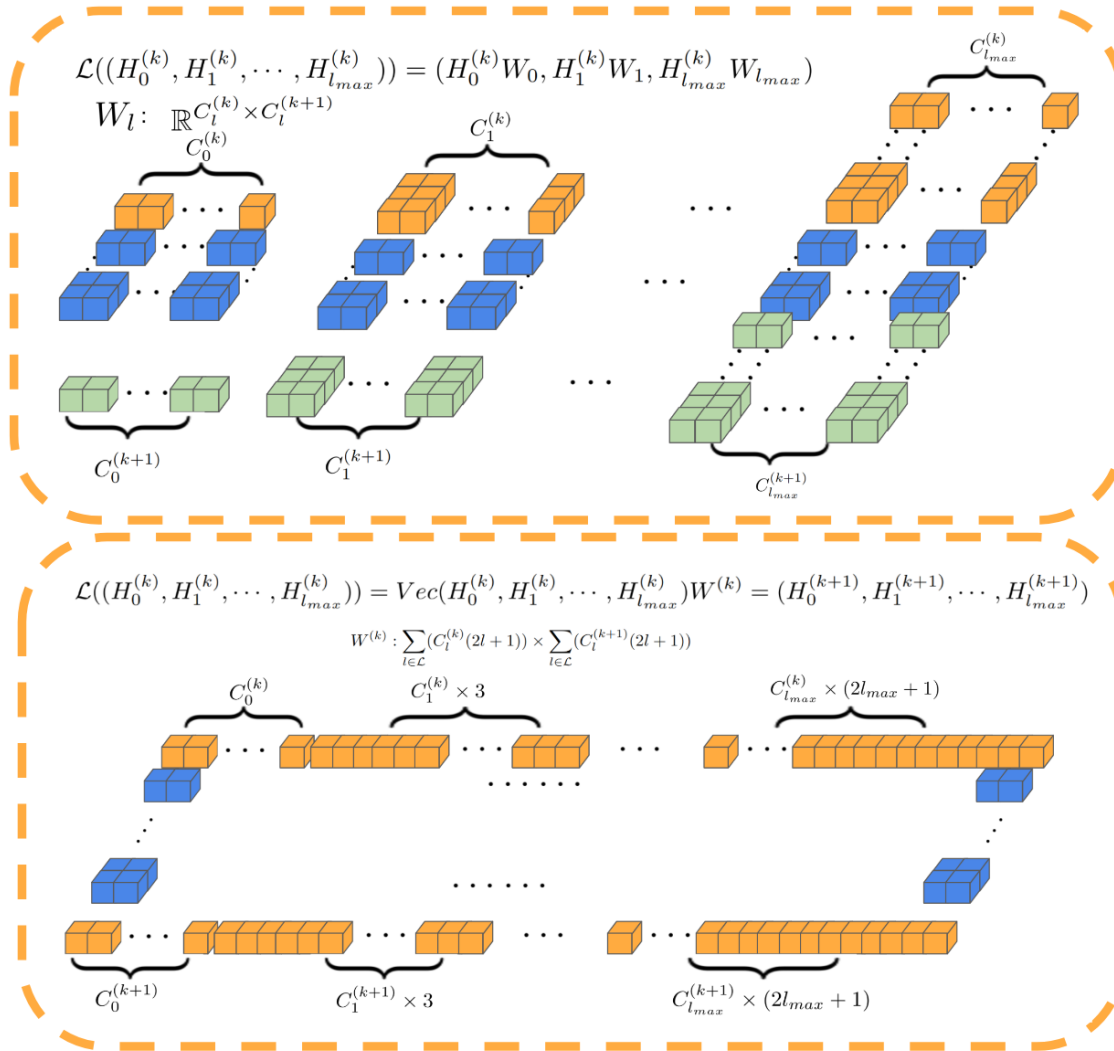 $\mathcal{L}((H_0^{(k)}, H_1^{(k)}, \cdots, H_{l_{max}}^{(k)})) = (H_0^{(k)}W_0, H_1^{(k)}W_1, H_{l_{max}}^{(k)}W_{l_{max}})$
$W_l: \mathbb{R}^{C_l^{(k)} \times C_l^{(k+1)}}$
$C_{l_{max}}^{(k)}$
$C_0^{(k)}$
$C_1^{(k)}$
$C_0^{(k+1)}$
$C_1^{(k+1)}$
$C_{l_{max}}^{(k+1)}$
$\mathcal{L}((H_0^{(k)}, H_1^{(k)}, \cdots, H_{l_{max}}^{(k)})) = Vec(H_0^{(k)}, H_1^{(k)}, \cdots, H_{l_{max}}^{(k)})W^{(k)} = (H_0^{(k+1)}, H_1^{(k+1)}, \cdots, H_{l_{max}}^{(k+1)})$
$W^{(k)}: \sum_{l \in \mathcal{L}}(C_l^{(k)}(2l+1)) \times \sum_{l \in \mathcal{L}}(C_l^{(k+1)}(2l+1))$
$C_0^{(k)}$
$C_1^{(k)} \times 3$
$C_{l_{max}}^{(k)} \times (2l_{max}+1)$
$C_0^{(k+1)}$
$C_1^{(k+1)} \times 3$
$C_{l_{max}}^{(k+1)} \times (2l_{max}+1)$